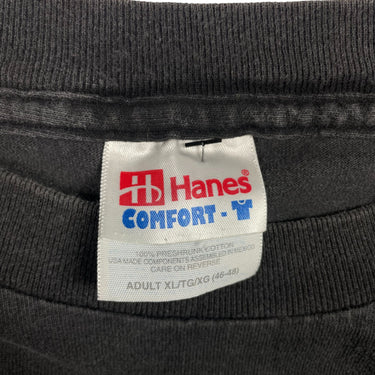 Hanes®
COMFORT-T
100% PRESHRUNK COTTON
USA MADE COMPONENTS ASSEMBLED IN MEXICO
CARE ON REVERSE
ADULT XL/TG/XG (46-48)